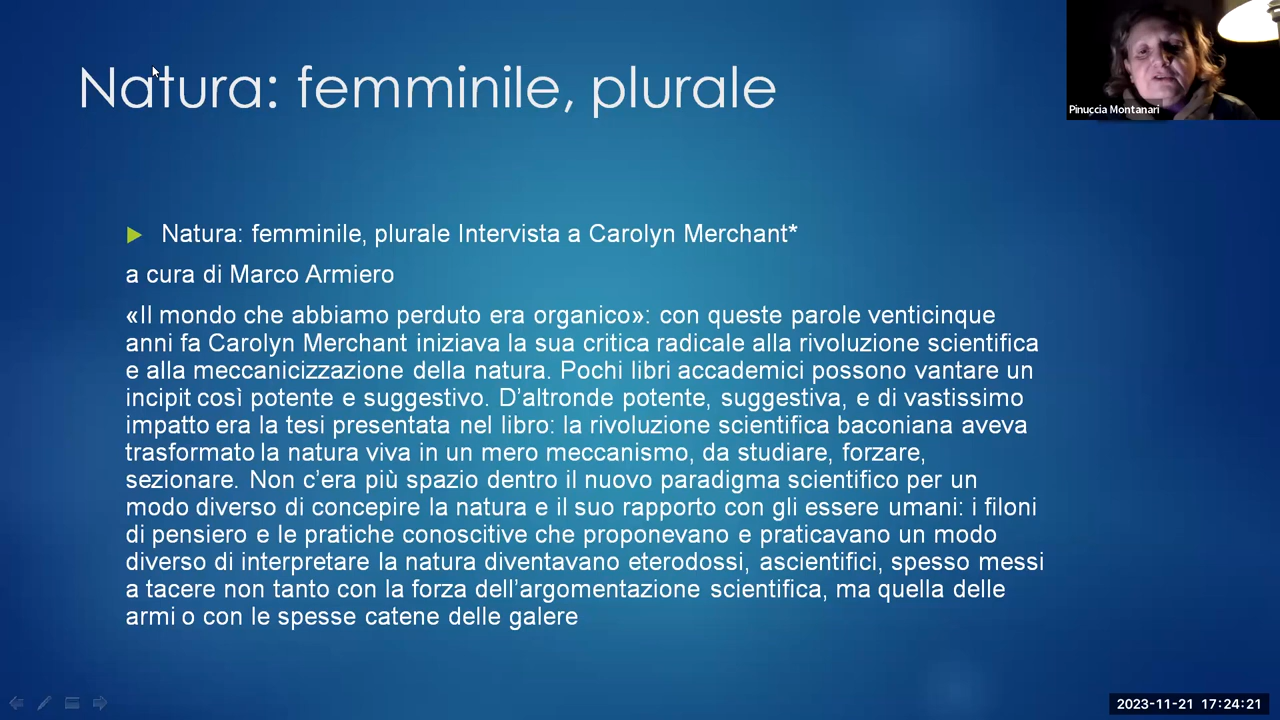 Natura: femminile, plurale
Pinuccia Montanari
Natura: femminile, plurale Intervista a Carolyn Merchant*
a cura di Marco Armiero
«Il mondo che abbiamo perduto era organico»: con queste parole venticinque
anni fa Carolyn Merchant iniziava la sua critica radicale alla rivoluzione scientifica
e alla meccanicizzazione della natura. Pochi libri accademici possono vantare un
incipit così potente e suggestivo. D’altronde potente, suggestiva, e di vastissimo
impatto era la tesi presentata nel libro: la rivoluzione scientifica baconiana aveva
trasformato la natura viva in un mero meccanismo, da studiare, forzare,
sezionare. Non c’era più spazio dentro il nuovo paradigma scientifico per un
modo diverso di concepire la natura e il suo rapporto con gli essere umani: i filoni
di pensiero e le pratiche conoscitive che proponevano e praticavano un modo
diverso di interpretare la natura diventavano eterodossi, ascientifici, spesso messi
a tacere non tanto con la forza dell’argomentazione scientifica, ma quella delle
armi o con le spesse catene delle galere
2023-11-21 17:24:21